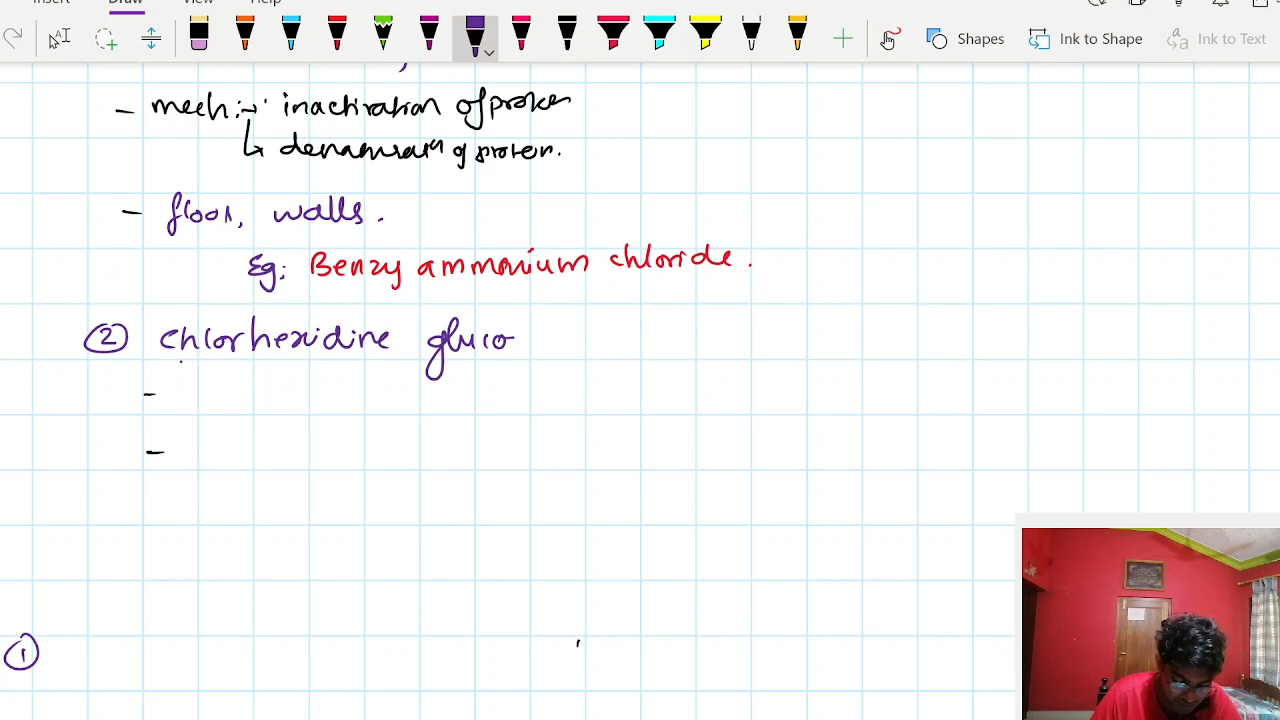 Insert Draw View Help
Shapes Ink to Shape Ink to Text
- mech: → inactivation of protein
↳ denaturatn of protein.
- floor, walls.
Eg: Benzy ammonium chloride.
② chlorhexidine gluco
-
-
①